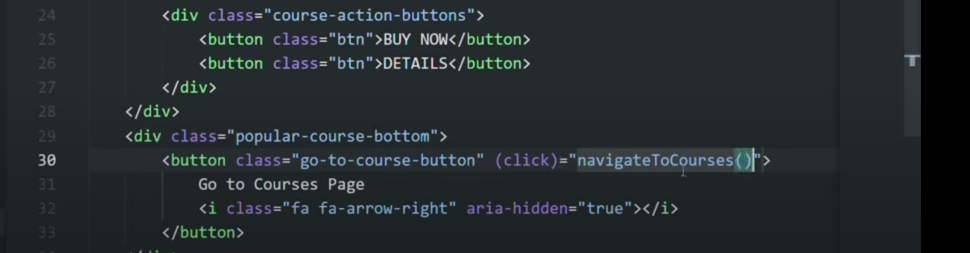 24 <div class="course-action-buttons">
25 <button class="btn">BUY NOW</button>
26 <button class="btn">DETAILS</button>
27 </div>
28 </div>
29 <div class="popular-course-bottom">
30 <button class="go-to-course-button" (click)="navigateToCourses()">
31 Go to Courses Page
32 <i class="fa fa-arrow-right" aria-hidden="true"></i>
33 </button>